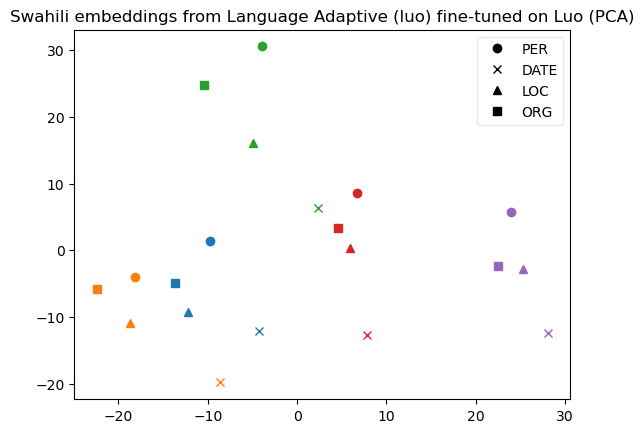 Swahili embeddings from Language Adaptive (luo) fine-tuned on Luo (PCA)
PER
DATE
LOC
ORG
30
20
10
0
−10
−20
−20
−10
0
10
20
30